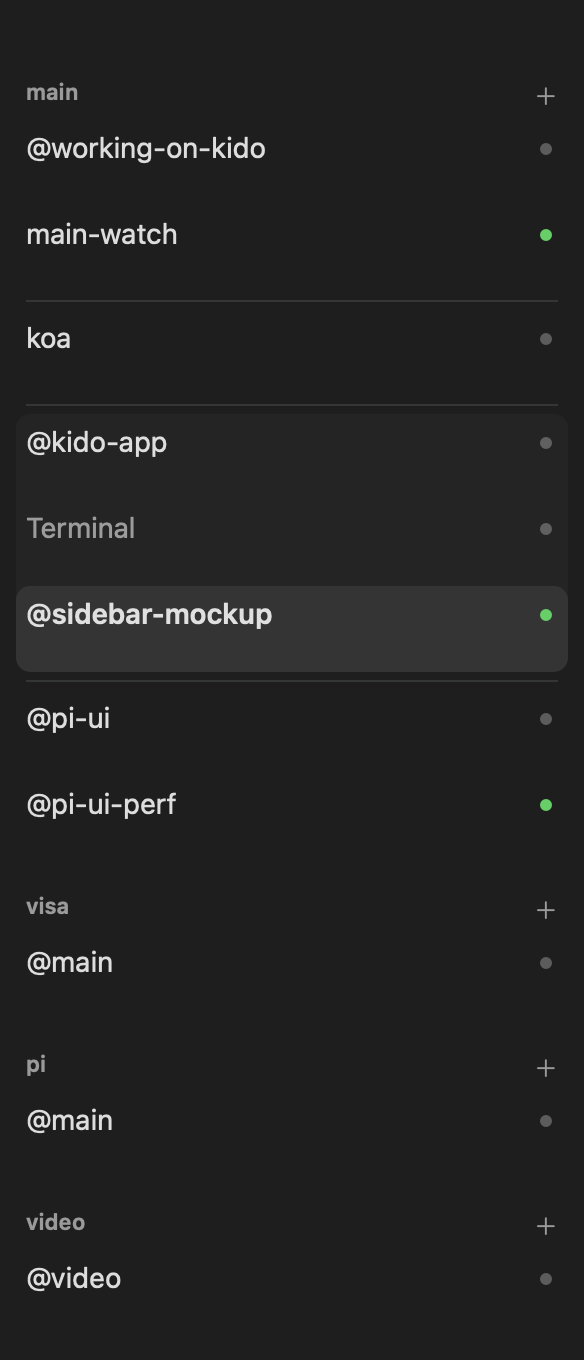 main
@working-on-kido
main-watch
koa
@kido-app
Terminal
@sidebar-mockup
@pi-ui
@pi-ui-perf
visa
@main
pi
@main
video
@video